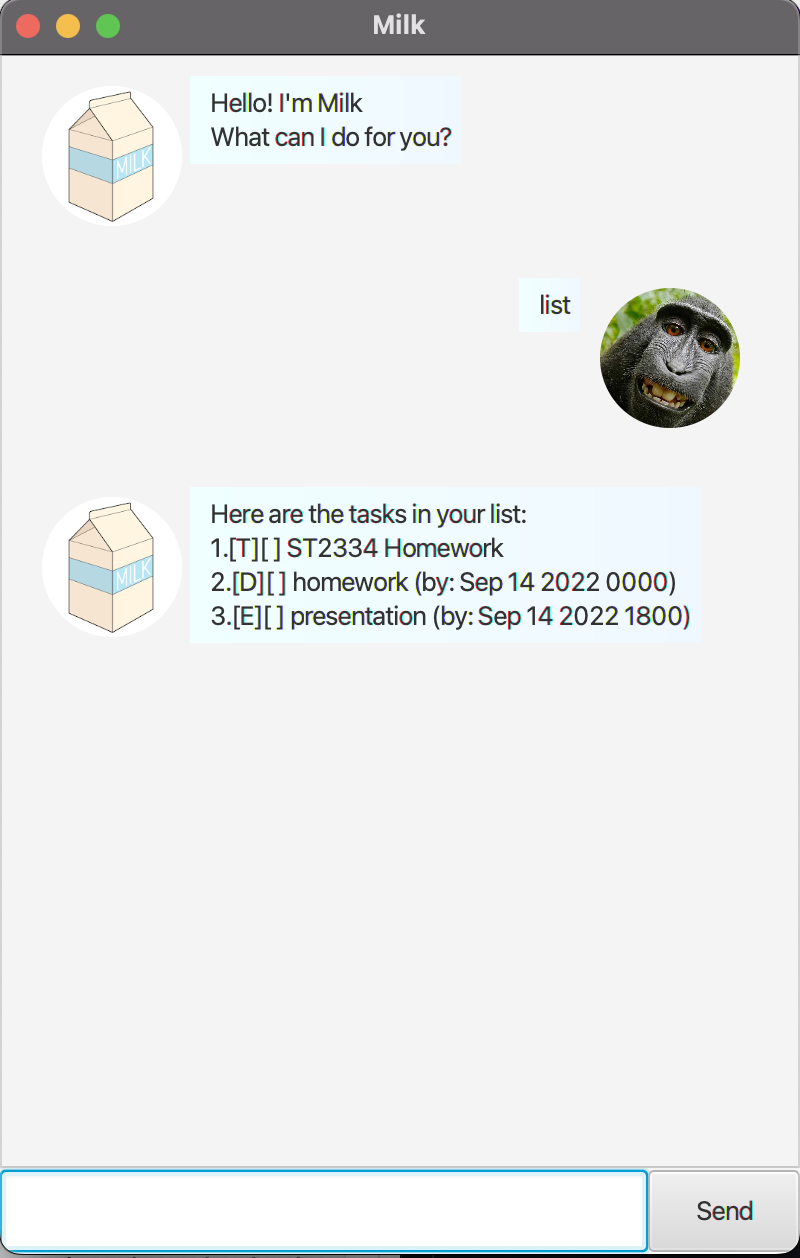 Milk
Hello! I'm Milk
What can I do for you?
MILK
list
Here are the tasks in your list:
1.[T][ ] ST2334 Homework
2.[D][ ] homework (by: Sep 14 2022 0000)
3.[E][ ] presentation (by: Sep 14 2022 1800)
MILK
Send